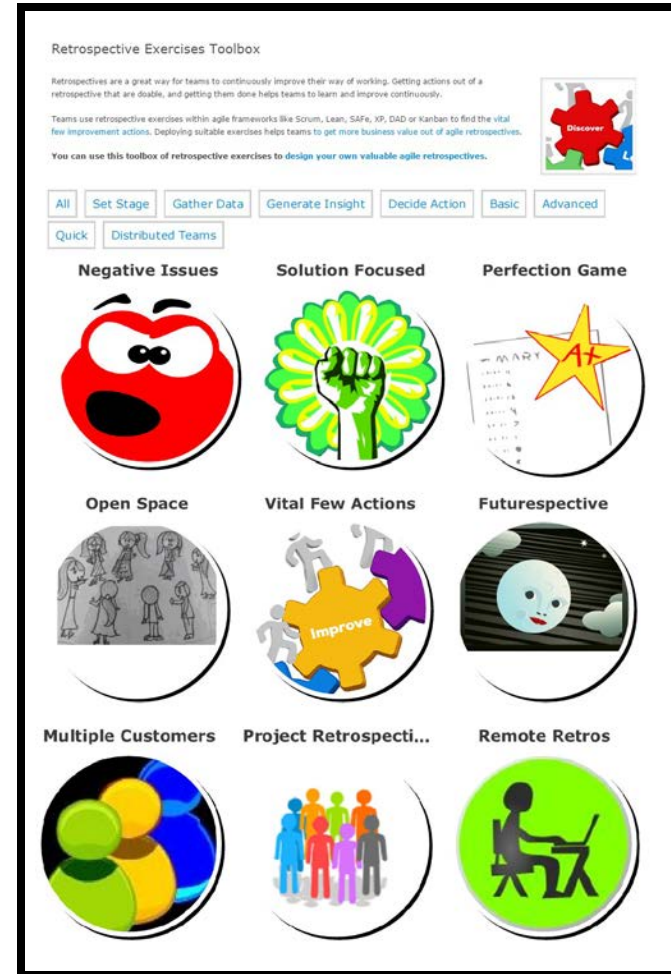 Retrospective Exercises Toolbox
Retrospectives are a great way for teams to continuously improve their way of working. Getting actions out of a
retrospective that are doable, and getting them done helps teams to learn and improve continuously.
Teams use retrospective exercises within agile frameworks like Scrum, Lean, SAFe, XP, DAD or Kanban to find the vital
few improvement actions. Deploying suitable exercises helps teams to get more business value out of agile retrospectives.
You can use this toolbox of retrospective exercises to design your own valuable agile retrospectives.
Discover
All Set Stage Gather Data Generate Insight Decide Action Basic Advanced
Quick Distributed Teams
Negative Issues Solution Focused Perfection Game
MARY
A+
Open Space Vital Few Actions Futurespective
Improve
Multiple Customers Project Retrospecti... Remote Retros